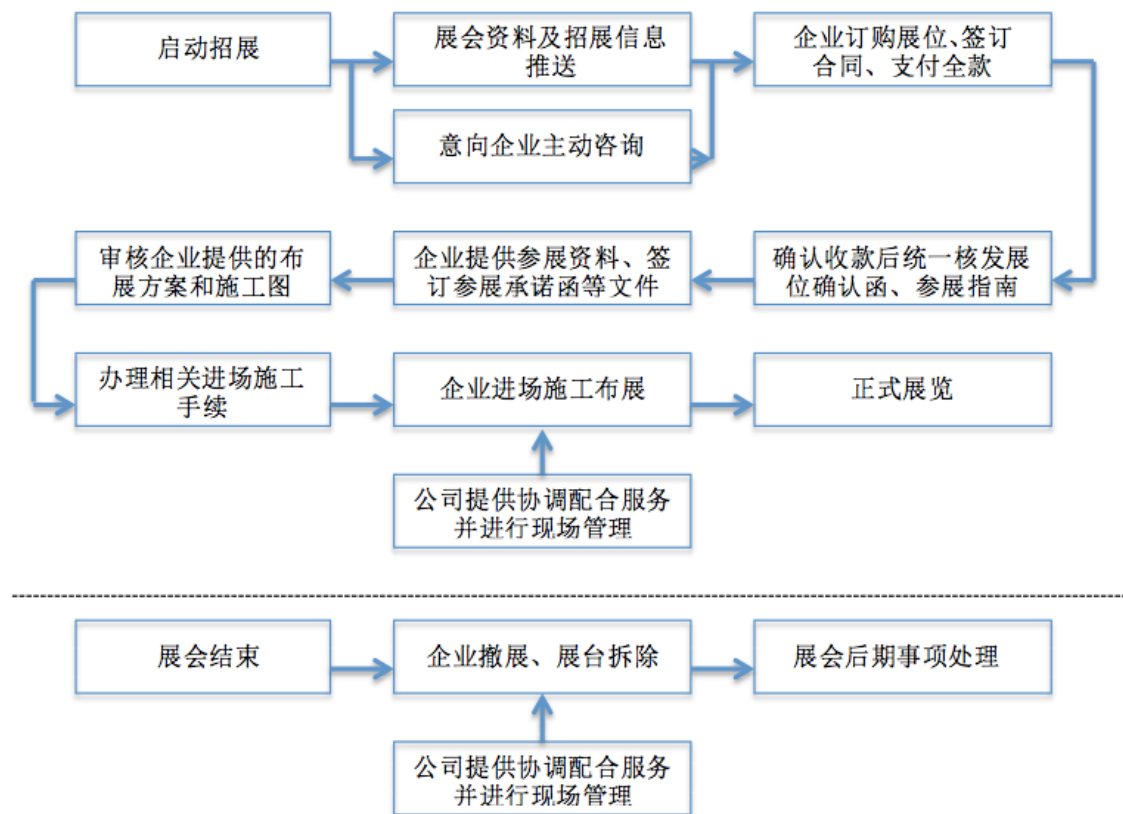 启动招展
展会资料及招展信息
推送
企业订购展位、签订
合同、支付全款
意向企业主动咨询
审核企业提供的布
展方案和施工图
企业提供参展资料、签
订参展承诺函等文件
确认收款后统一核发展
位确认函、参展指南
办理相关进场施工
手续
企业进场施工布展
正式展览
公司提供协调配合服务
并进行现场管理
展会结束
企业撤展、展台拆除
展会后期事项处理
公司提供协调配合服务
并进行现场管理